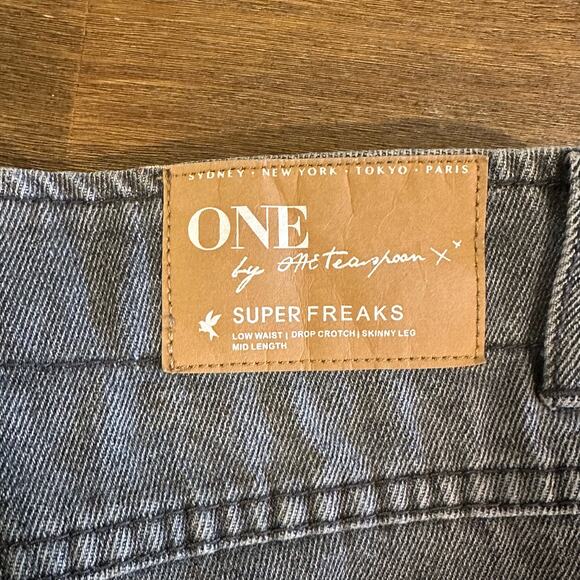 SYDNEY · NEW YORK · TOKYO · PARIS
ONE
by ONE teaspoon xx
SUPER FREAKS
LOW WAIST | DROP CROTCH | SKINNY LEG
MID LENGTH